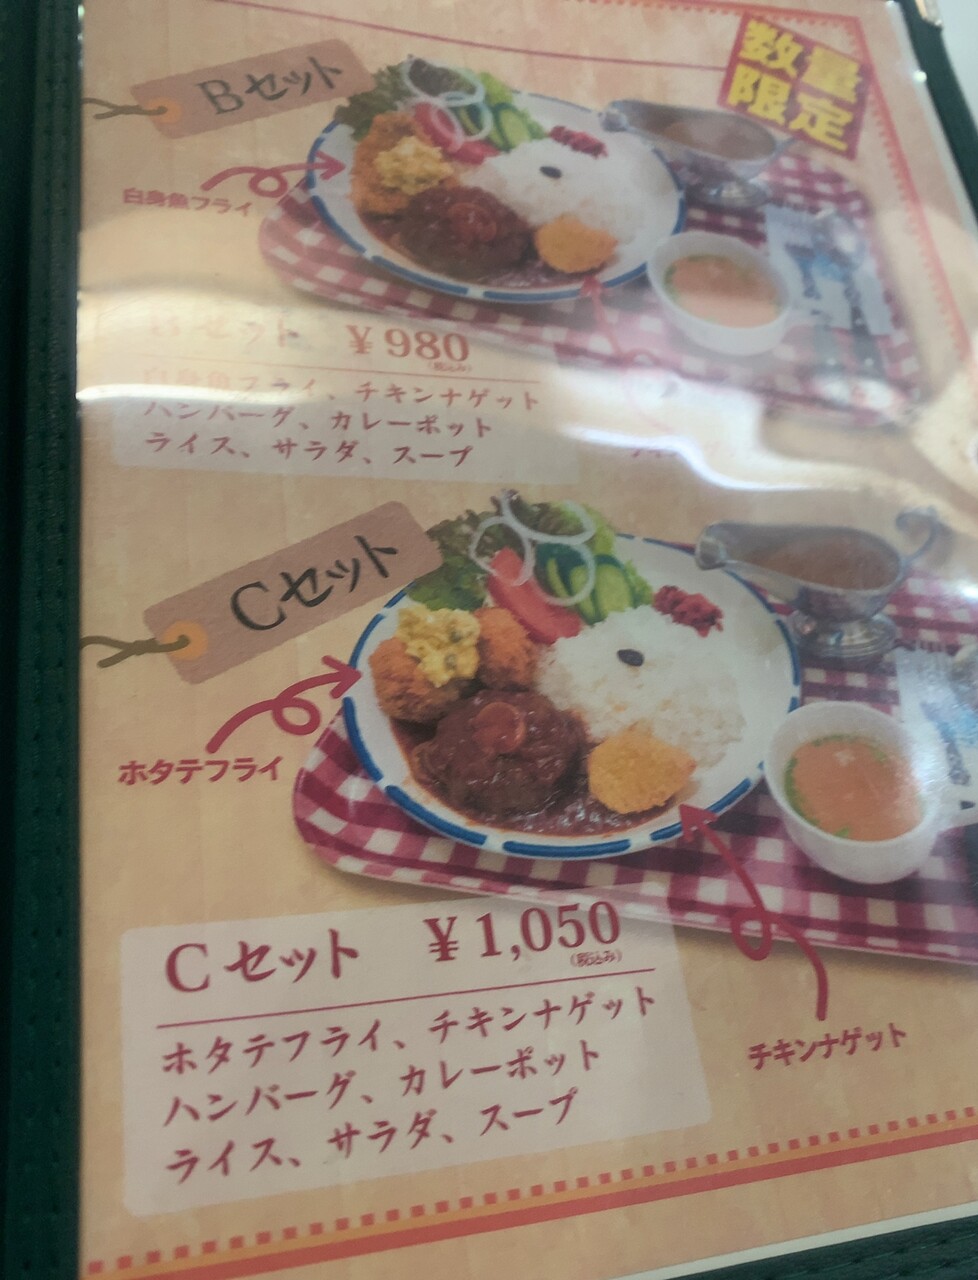 数量
限定
Bセット
白身魚フライ
Bセット ¥980
(税込み)
白身魚フライ、チキンナゲット
ハンバーグ、カレーポット
ライス、サラダ、スープ
Cセット
ホタテフライ
Cセット ¥1,050
(税込み)
ホタテフライ、チキンナゲット
ハンバーグ、カレーポット
ライス、サラダ、スープ
チキンナゲット